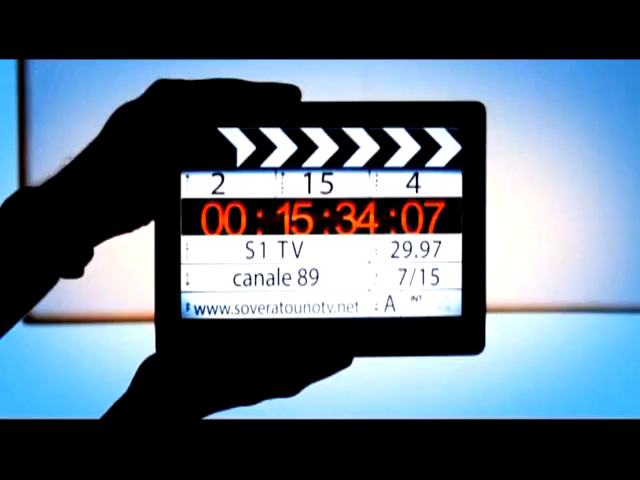 2 15 4
00:15:34:07
S1 TV 29.97
canale 89 7/15
www.soveratounotv.net A INT